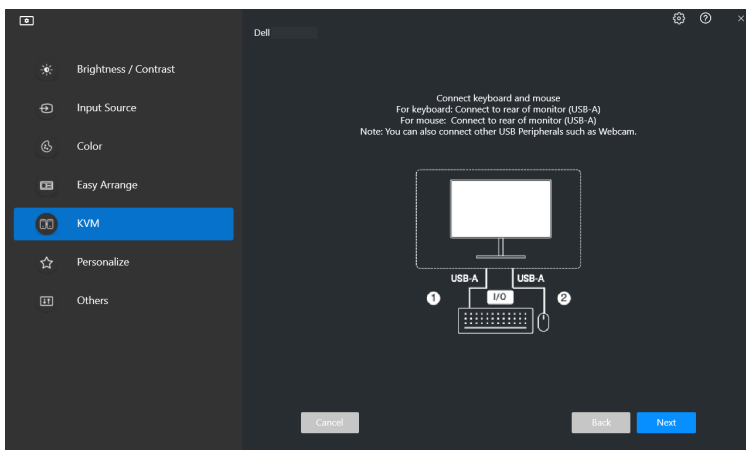 Dell
Brightness / Contrast
Input Source
Color
Easy Arrange
KVM
Personalize
Others
Connect keyboard and mouse
For keyboard: Connect to rear of monitor (USB-A)
For mouse: Connect to rear of monitor (USB-A)
Note: You can also connect other USB Peripherals such as Webcam.
USB-A USB-A
1 I/O 2
Cancel Back Next